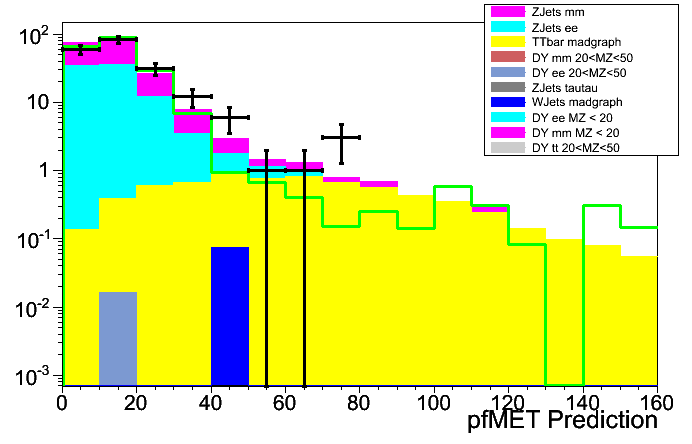 ZJets mm
ZJets ee
TTbar madgraph
DY mm 20<MZ<50
DY ee 20<MZ<50
ZJets tautau
WJets madgraph
DY ee MZ < 20
DY mm MZ < 20
DY tt 20<MZ<50
10²
10
1
10⁻¹
10⁻²
10⁻³
0 20 40 60 80 100 120 140 160
pfMET Prediction